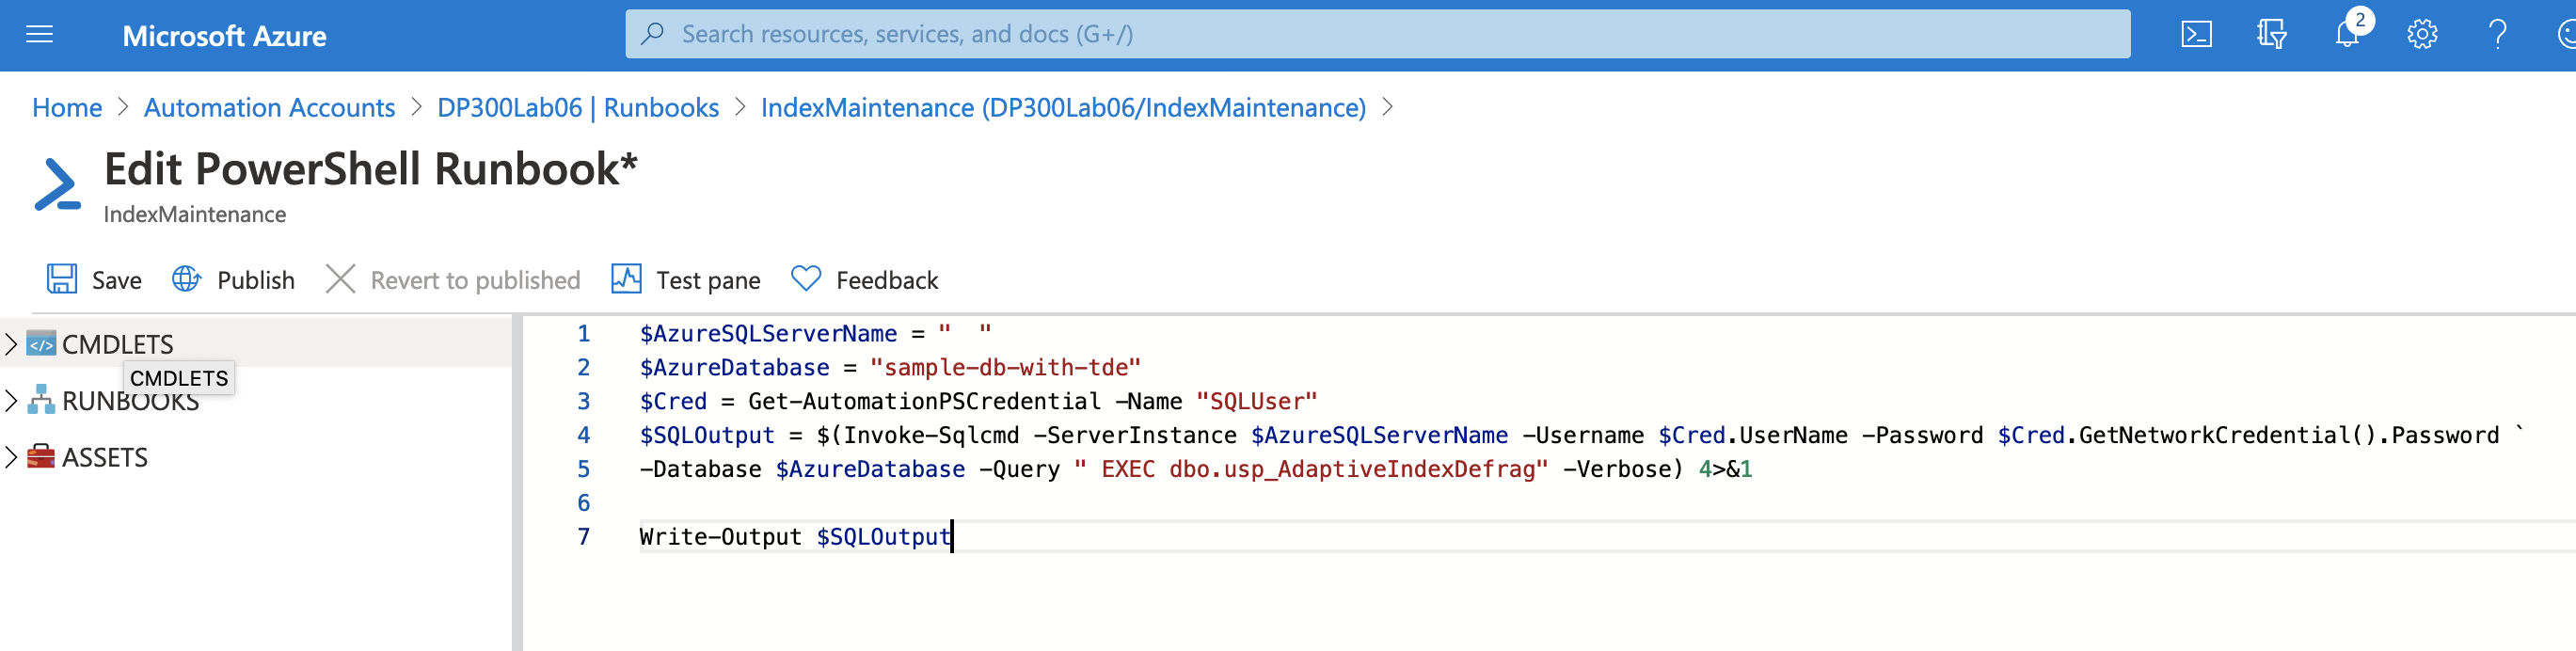 Microsoft Azure
Search resources, services, and docs (G+/)
2
Home > Automation Accounts > DP300Lab06 | Runbooks > IndexMaintenance (DP300Lab06/IndexMaintenance) >
Edit PowerShell Runbook*
IndexMaintenance
Save Publish Revert to published Test pane Feedback
CMDLETS
CMDLETS
RUNBOOKS
ASSETS
1 $AzureSQLServerName = "  "
2 $AzureDatabase = "sample-db-with-tde"
3 $Cred = Get-AutomationPSCredential -Name "SQLUser"
4 $SQLOutput = $(Invoke-Sqlcmd -ServerInstance $AzureSQLServerName -Username $Cred.UserName -Password $Cred.GetNetworkCredential().Password `
5 -Database $AzureDatabase -Query " EXEC dbo.usp_AdaptiveIndexDefrag" -Verbose) 4>&1
6
7 Write-Output $SQLOutput